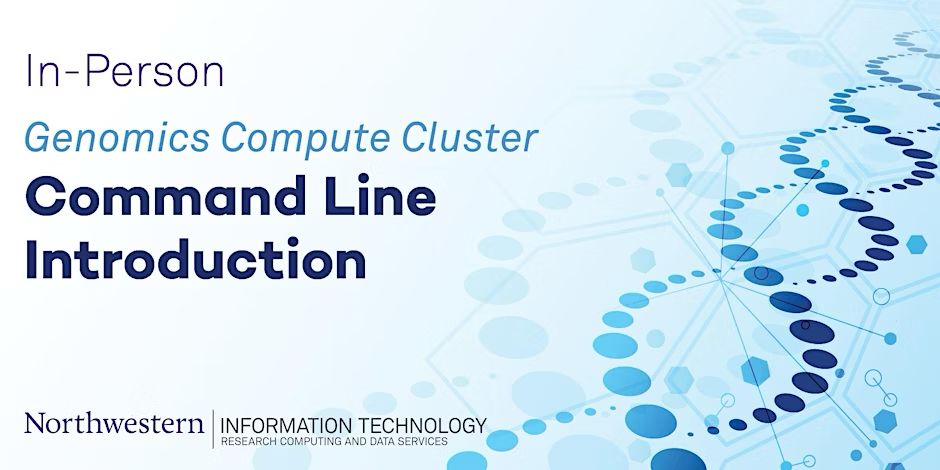 In-Person
Genomics Compute Cluster
Command Line
Introduction
Northwestern | INFORMATION TECHNOLOGY
RESEARCH COMPUTING AND DATA SERVICES